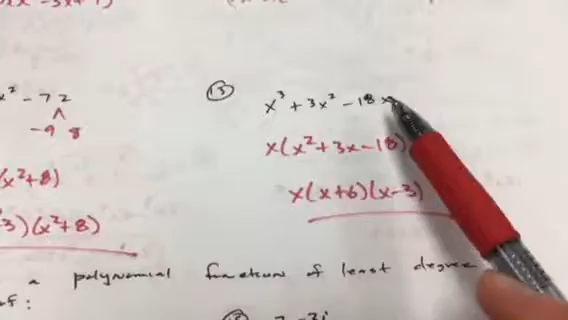 x² - 72
-9 8
(x²+8)
3)(x²+8)
(13) x³ + 3x² - 18x
x(x²+3x-18)
x(x+6)(x-3)
a polynomial function of least degree
of: